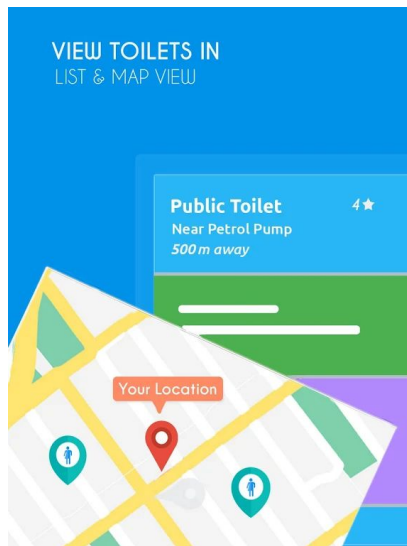 VIEW TOILETS IN
LIST & MAP VIEW
Public Toilet 4★
Near Petrol Pump
500 m away
Your Location